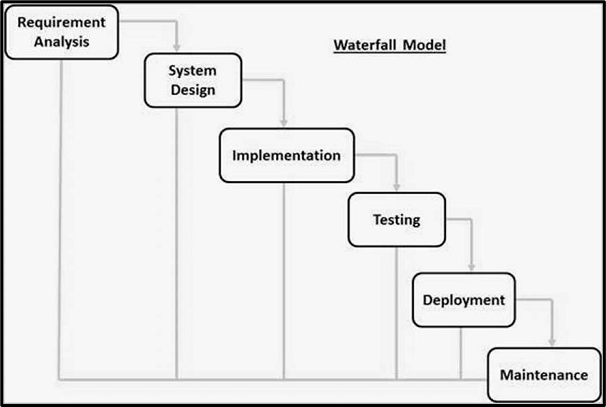 Requirement
Analysis
Waterfall Model
System
Design
Implementation
Testing
Deployment
Maintenance